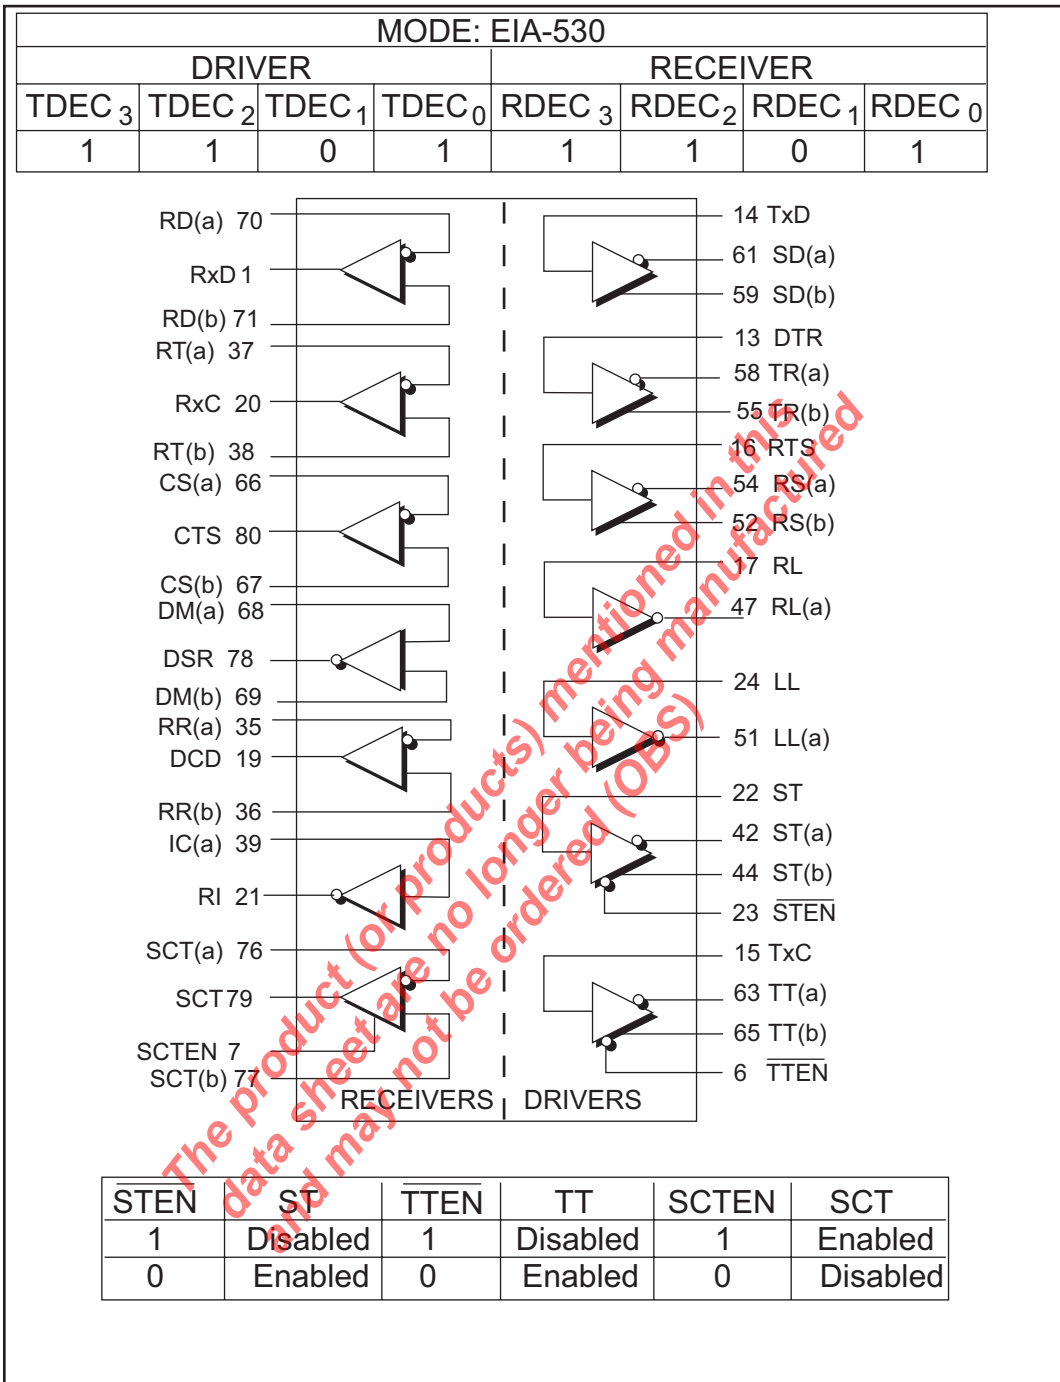 MODE: EIA-530
DRIVER RECEIVER
TDEC3 TDEC2 TDEC1 TDEC0 RDEC3 RDEC2 RDEC1 RDEC0
1 1 0 1 1 1 0 1
RD(a) 70
RxD 1
RD(b) 71
RT(a) 37
RxC 20
RT(b) 38
CS(a) 66
CTS 80
CS(b) 67
DM(a) 68
DSR 78
DM(b) 69
RR(a) 35
DCD 19
RR(b) 36
IC(a) 39
RI 21
SCT(a) 76
SCT 79
SCTEN 7
SCT(b) 77
14 TxD
61 SD(a)
59 SD(b)
13 DTR
58 TR(a)
55 TR(b)
16 RTS
54 RS(a)
52 RS(b)
17 RL
47 RL(a)
24 LL
51 LL(a)
22 ST
42 ST(a)
44 ST(b)
23 STEN
15 TxC
63 TT(a)
65 TT(b)
6 TTEN
RECEIVERS DRIVERS
The product (or products) mentioned in this
data sheet are no longer being manufactured
and may not be ordered (OBS)
STEN ST TTEN TT SCTEN SCT
1 Disabled 1 Disabled 1 Enabled
0 Enabled 0 Enabled 0 Disabled